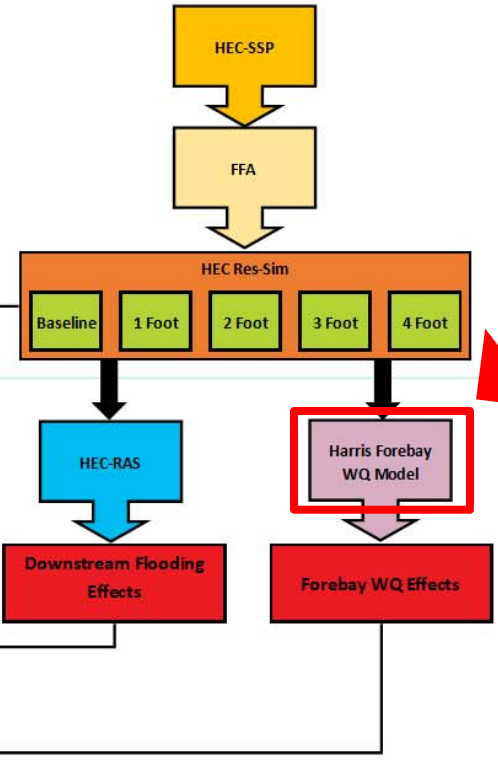 HEC-SSP
FFA
HEC Res-Sim
Baseline
1 Foot
2 Foot
3 Foot
4 Foot
HEC-RAS
Harris Forebay
WQ Model
Downstream Flooding
Effects
Forebay WQ Effects